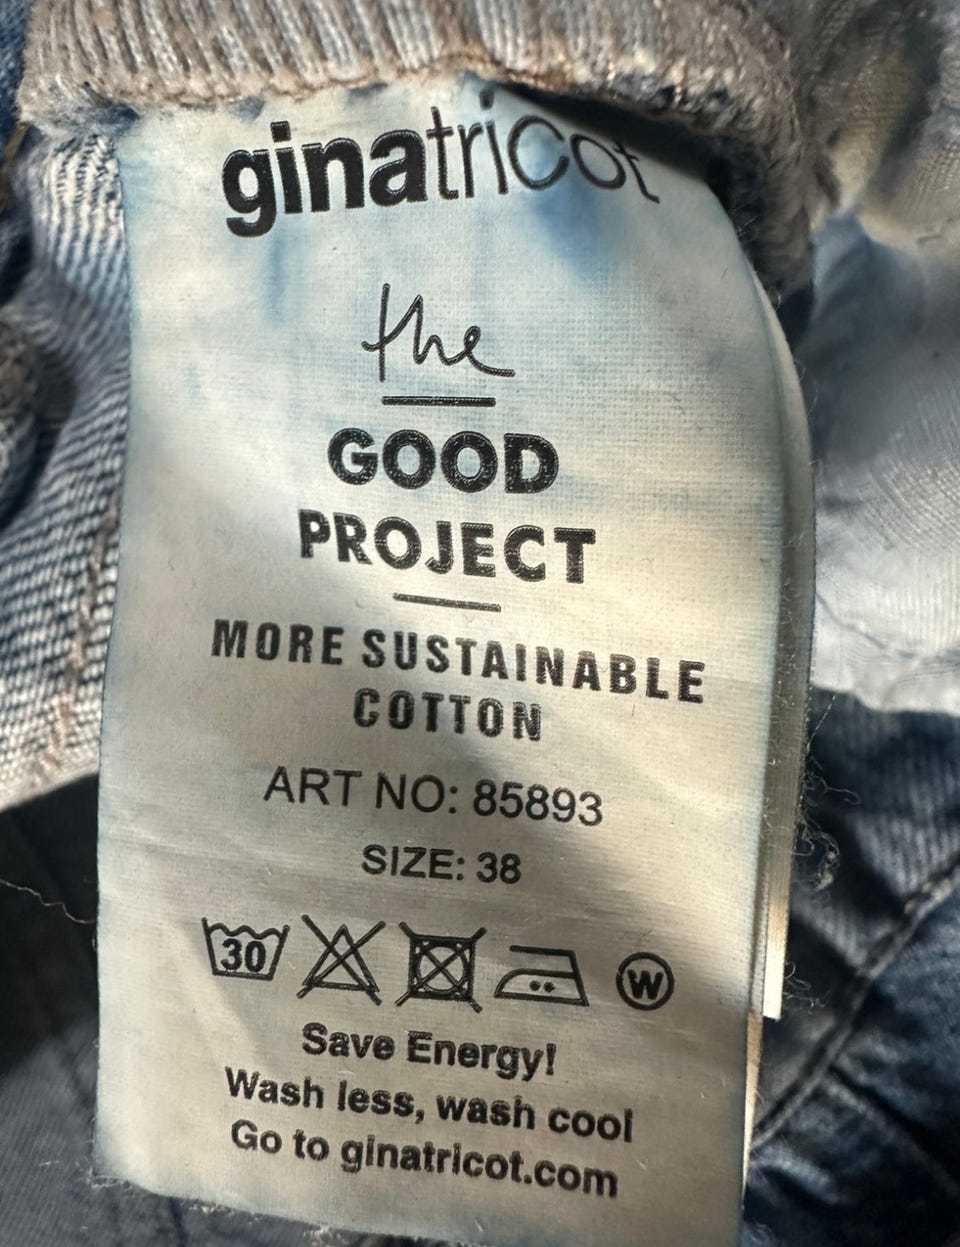 ginatricot
the
GOOD
PROJECT
MORE SUSTAINABLE
COTTON
ART NO: 85893
SIZE: 38
30 W
Save Energy!
Wash less, wash cool
Go to ginatricot.com